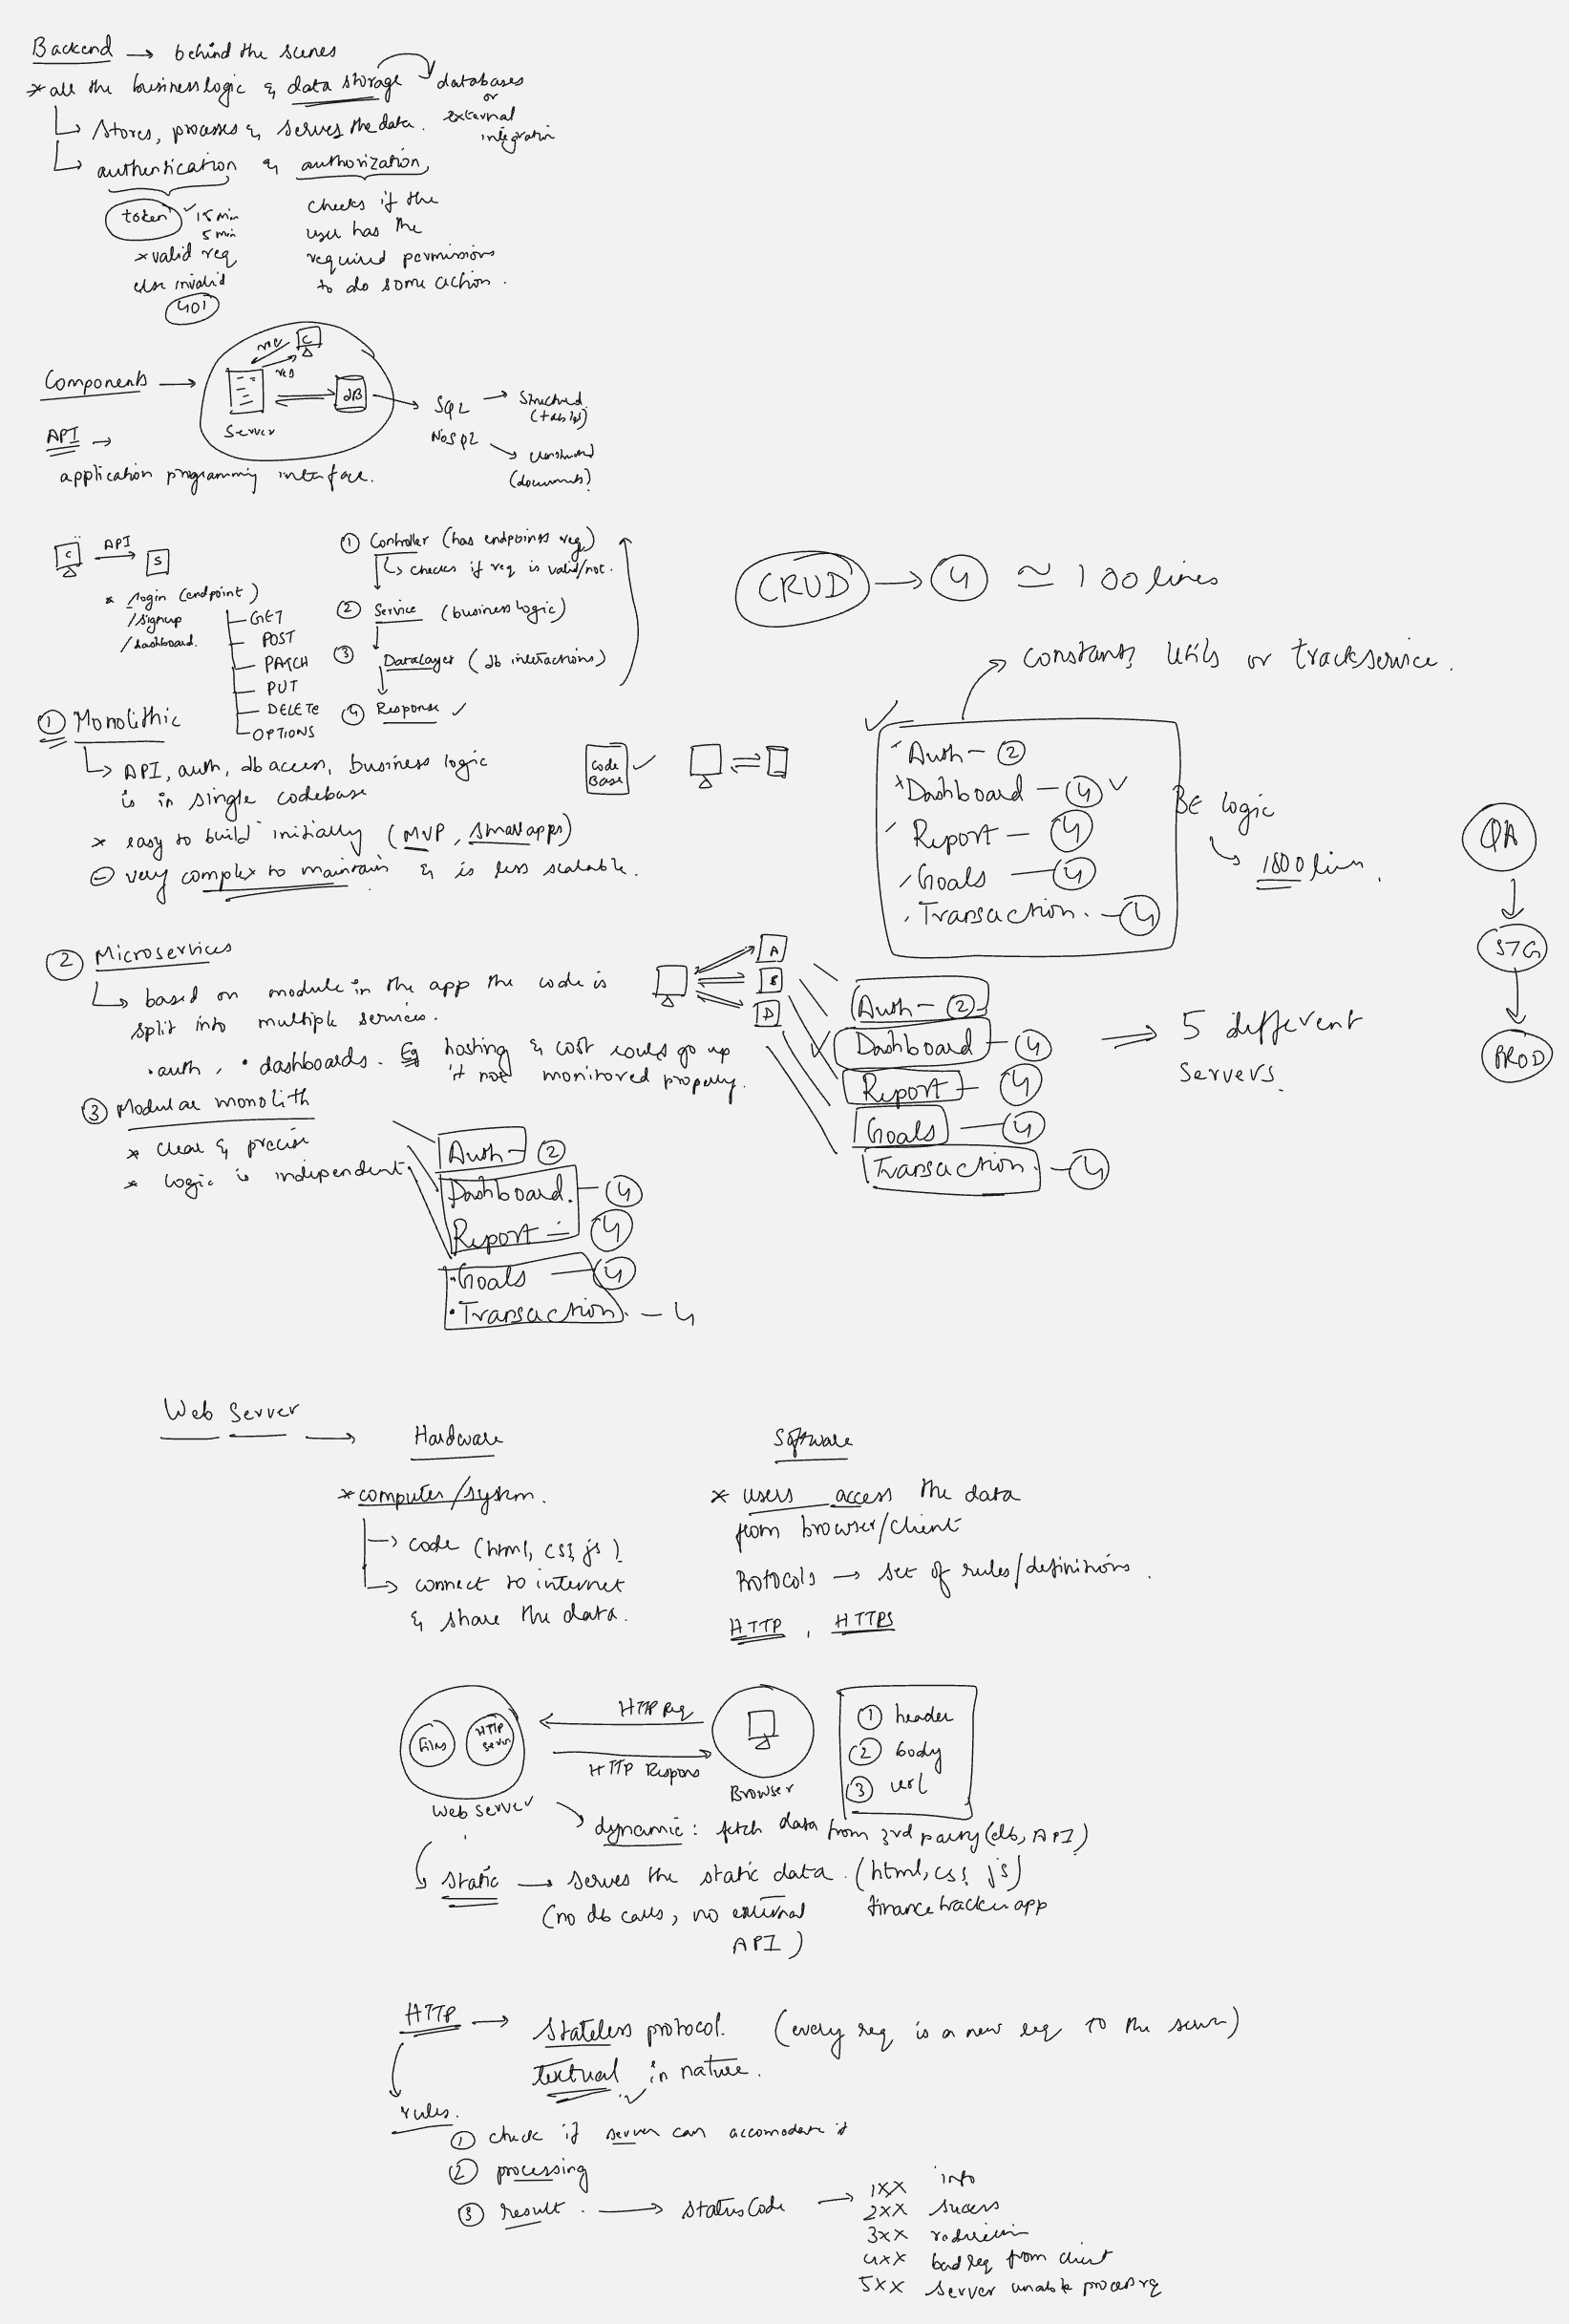 Backend → behind the scenes
* all the business logic & data storage → databases
or
external
integration
↳ stores, processes & serves the data.
↳ authentication & authorization
token ✓ 15 min
5 min
* valid req
else invalid
401
checks if the
user has the
required permissions
to do some action.
Components →
C
req
res
DB
Server
SQL → Structured
(tables)
NoSQL
(documents)
API →
application programming interface.
C API → S
* /login (endpoint)
/signup
/dashboard
GET
POST
PATCH
PUT
DELETE
OPTIONS
① Controller (has endpoints req)
↳ checks if req is valid/not.
② Service (business logic)
③ Data Layer (db interactions)
④ Response ✓
CRUD → 4 ≃ 100 lines
→ constants, utils or track service.
① Monolithic
↳ API, auth, db access, business logic
is in single codebase
* easy to build initially (MVP, small apps)
⊖ very complex to maintain & is less scalable.
Code
Base ✓
Auth - ②
Dashboard - ④ ✓
Report - ④
Goals - ④
Transaction. - ④
BE logic
↳ 1800 lines.
QA
↓
STG
↓
PROD
② Microservices
↳ based on module in the app the code is
split into multiple services.
• auth, • dashboards. Eg hosting & cost could go up
if not monitored properly.
A
B
D
Auth - ②
Dashboard - ④
Report - ④
Goals - ④
Transaction. - ④
⇒ 5 different
servers.
③ Modular monolith
* clear & precise
* logic is independent
Auth - ②
Dashboard. - ④
Report - ④
• Goals - ④
• Transaction. - 4
Web Server →
Hardware
* computer/system.
→ code (html, css, js)
↳ connect to internet
& share the data.
Software
* users access the data
from browser/client
Protocols → set of rules/definitions.
HTTP, HTTPS
Files
HTTP
Server
Web Server
HTTP Req
HTTP Respons
Browser
① header
② body
③ url
dynamic: fetch data from 3rd party (db, API)
static → serves the static data. (html, css, js)
(no db calls, no external
API)
finance tracker app
HTTP → stateless protocol. (every req is a new req to the server)
textual in nature.
rules.
① check if server can accomodate it
② processing
③ result. → Status Code →
1XX info
2XX sucess
3XX
4XX bad req from client
5XX server unable process req